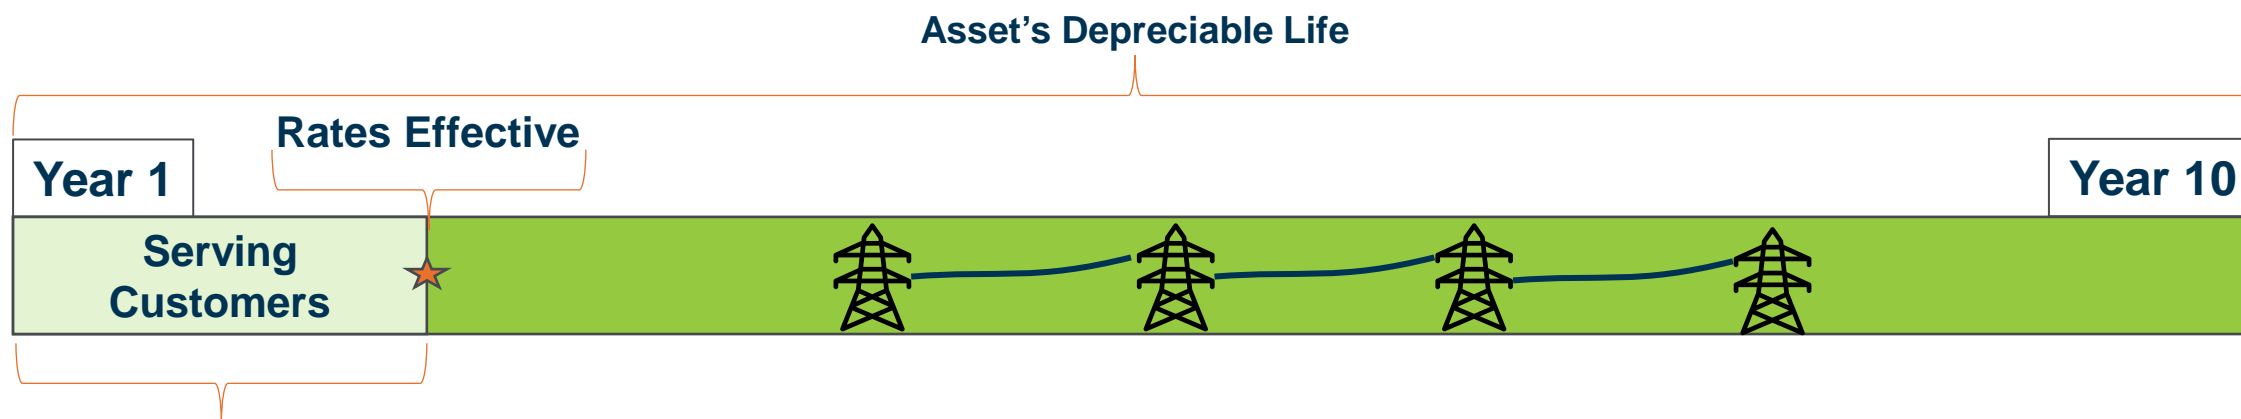 Asset’s Depreciable Life
Rates Effective
Year 1
Year 10
Serving
Customers